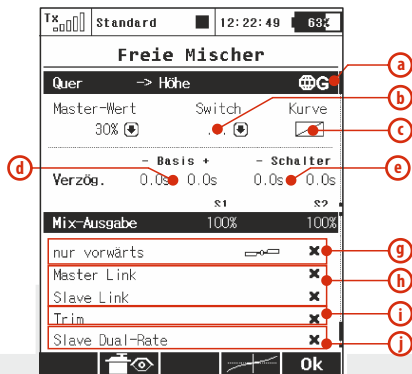 Tx Standard 12:22:49 63%
Freie Mischer
Quer -> Höhe G
Master-Wert Switch Kurve
30% ...
- Basis + - Schalter
Verzög. 0.0s 0.0s 0.0s 0.0s
S1 S2
Mix-Ausgabe 100% 100%
nur vorwärts
Master Link
Slave Link
Trim
Slave Dual-Rate
Ok
a
b
c
d
e
g
h
i
j